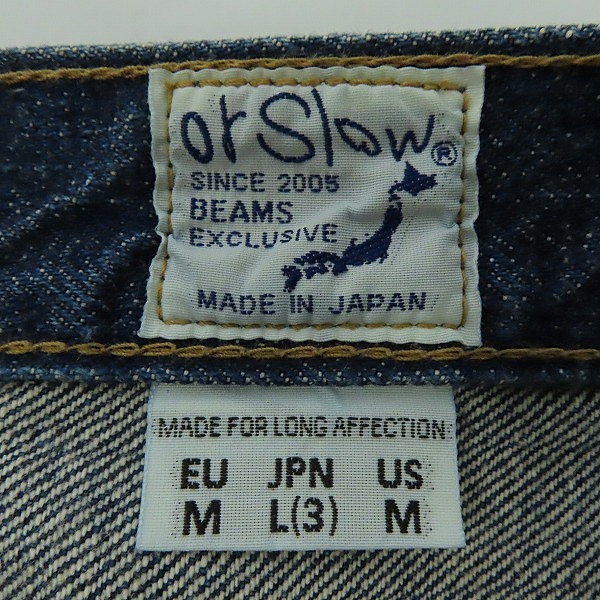 orSlow®
SINCE 2005
BEAMS
EXCLUSIVE
MADE IN JAPAN
MADE FOR LONG AFFECTION
EU JPN US
M L(3) M